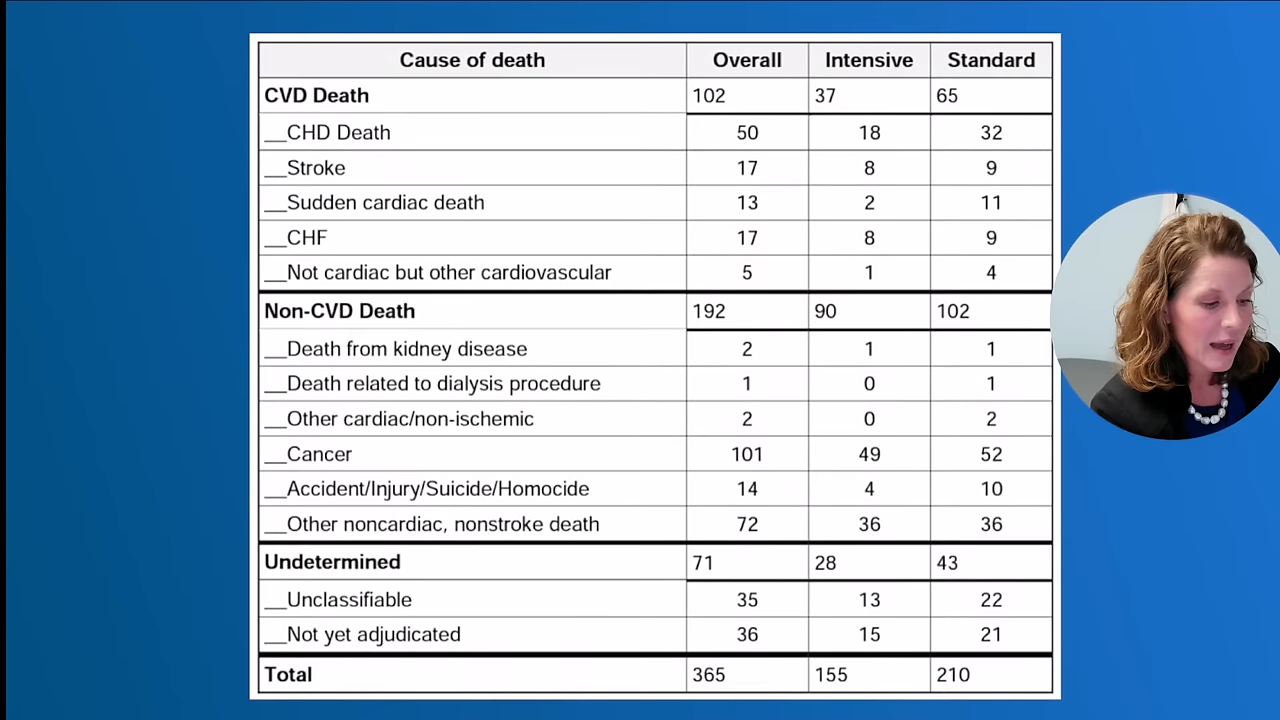 Cause of death Overall Intensive Standard
CVD Death 102 37 65
__CHD Death 50 18 32
__Stroke 17 8 9
__Sudden cardiac death 13 2 11
__CHF 17 8 9
__Not cardiac but other cardiovascular 5 1 4
Non-CVD Death 192 90 102
__Death from kidney disease 2 1 1
__Death related to dialysis procedure 1 0 1
__Other cardiac/non-ischemic 2 0 2
__Cancer 101 49 52
__Accident/Injury/Suicide/Homocide 14 4 10
__Other noncardiac, nonstroke death 72 36 36
Undetermined 71 28 43
__Unclassifiable 35 13 22
__Not yet adjudicated 36 15 21
Total 365 155 210